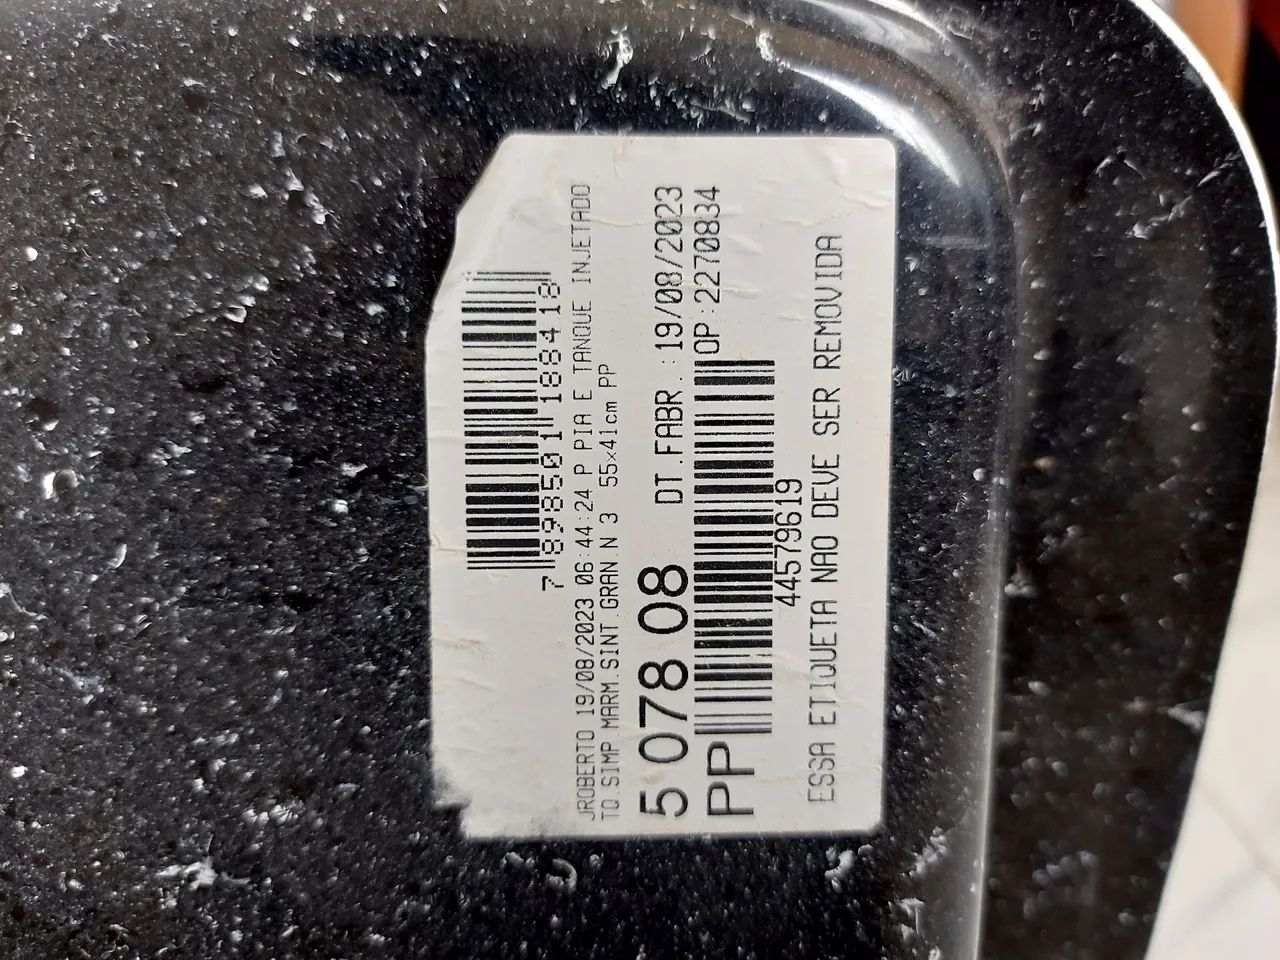 7 898501 188418
JROBERTO 19/08/2023 06:44:24 P PIA E TANQUE INJETADO
TQ.SIMP MARM.SINT.GRAN.N 3 55x41cm PP
5 078 08 DT.FABR.:19/08/2023
PP OP:2270834
44579619
ESSA ETIQUETA NAO DEVE SER REMOVIDA